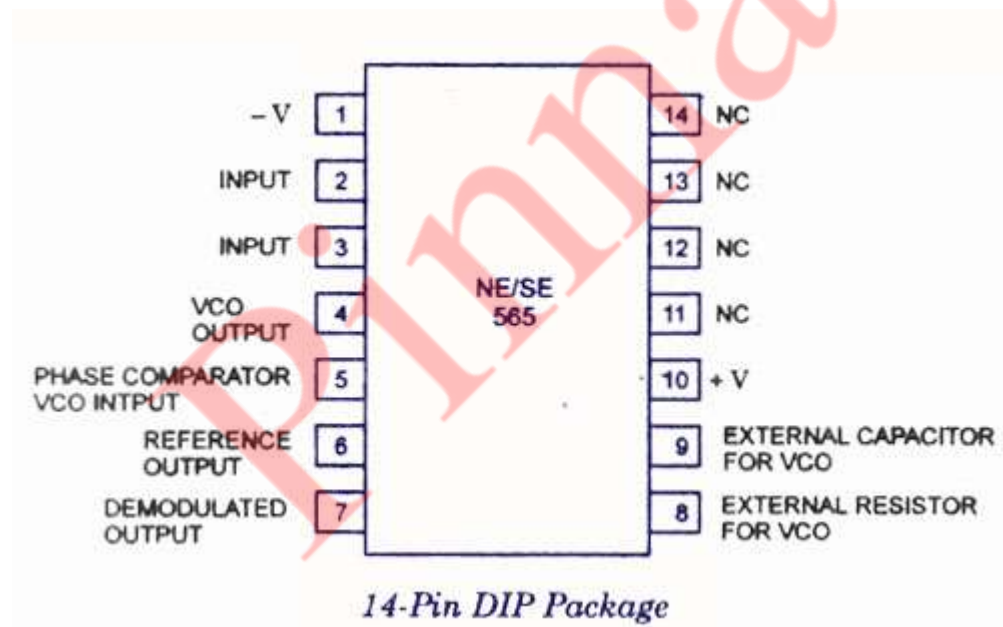 – V 1
INPUT 2
INPUT 3
VCO
OUTPUT 4
PHASE COMPARATOR
VCO INTPUT 5
REFERENCE
OUTPUT 6
DEMODULATED
OUTPUT 7
NE/SE
565
14 NC
13 NC
12 NC
11 NC
10 + V
9 EXTERNAL CAPACITOR
FOR VCO
8 EXTERNAL RESISTOR
FOR VCO
14-Pin DIP Package
Pinna